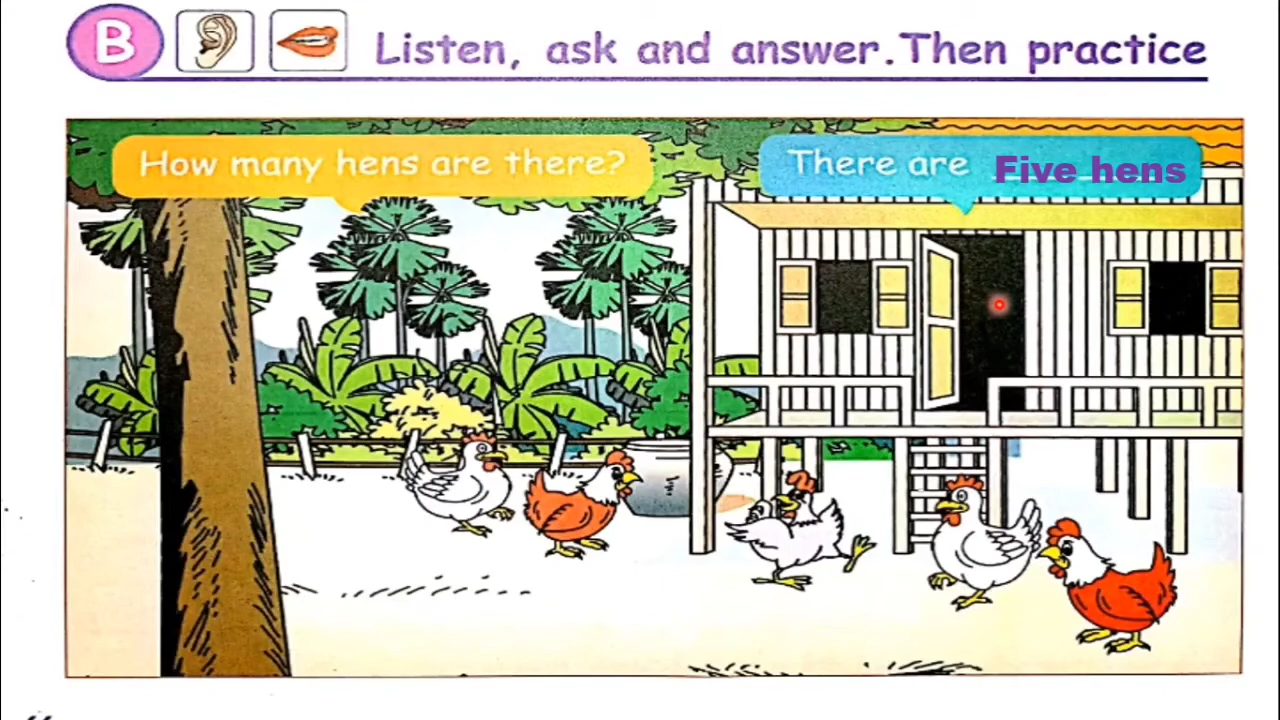 B
Listen, ask and answer.Then practice
How many hens are there?
There are Five hens